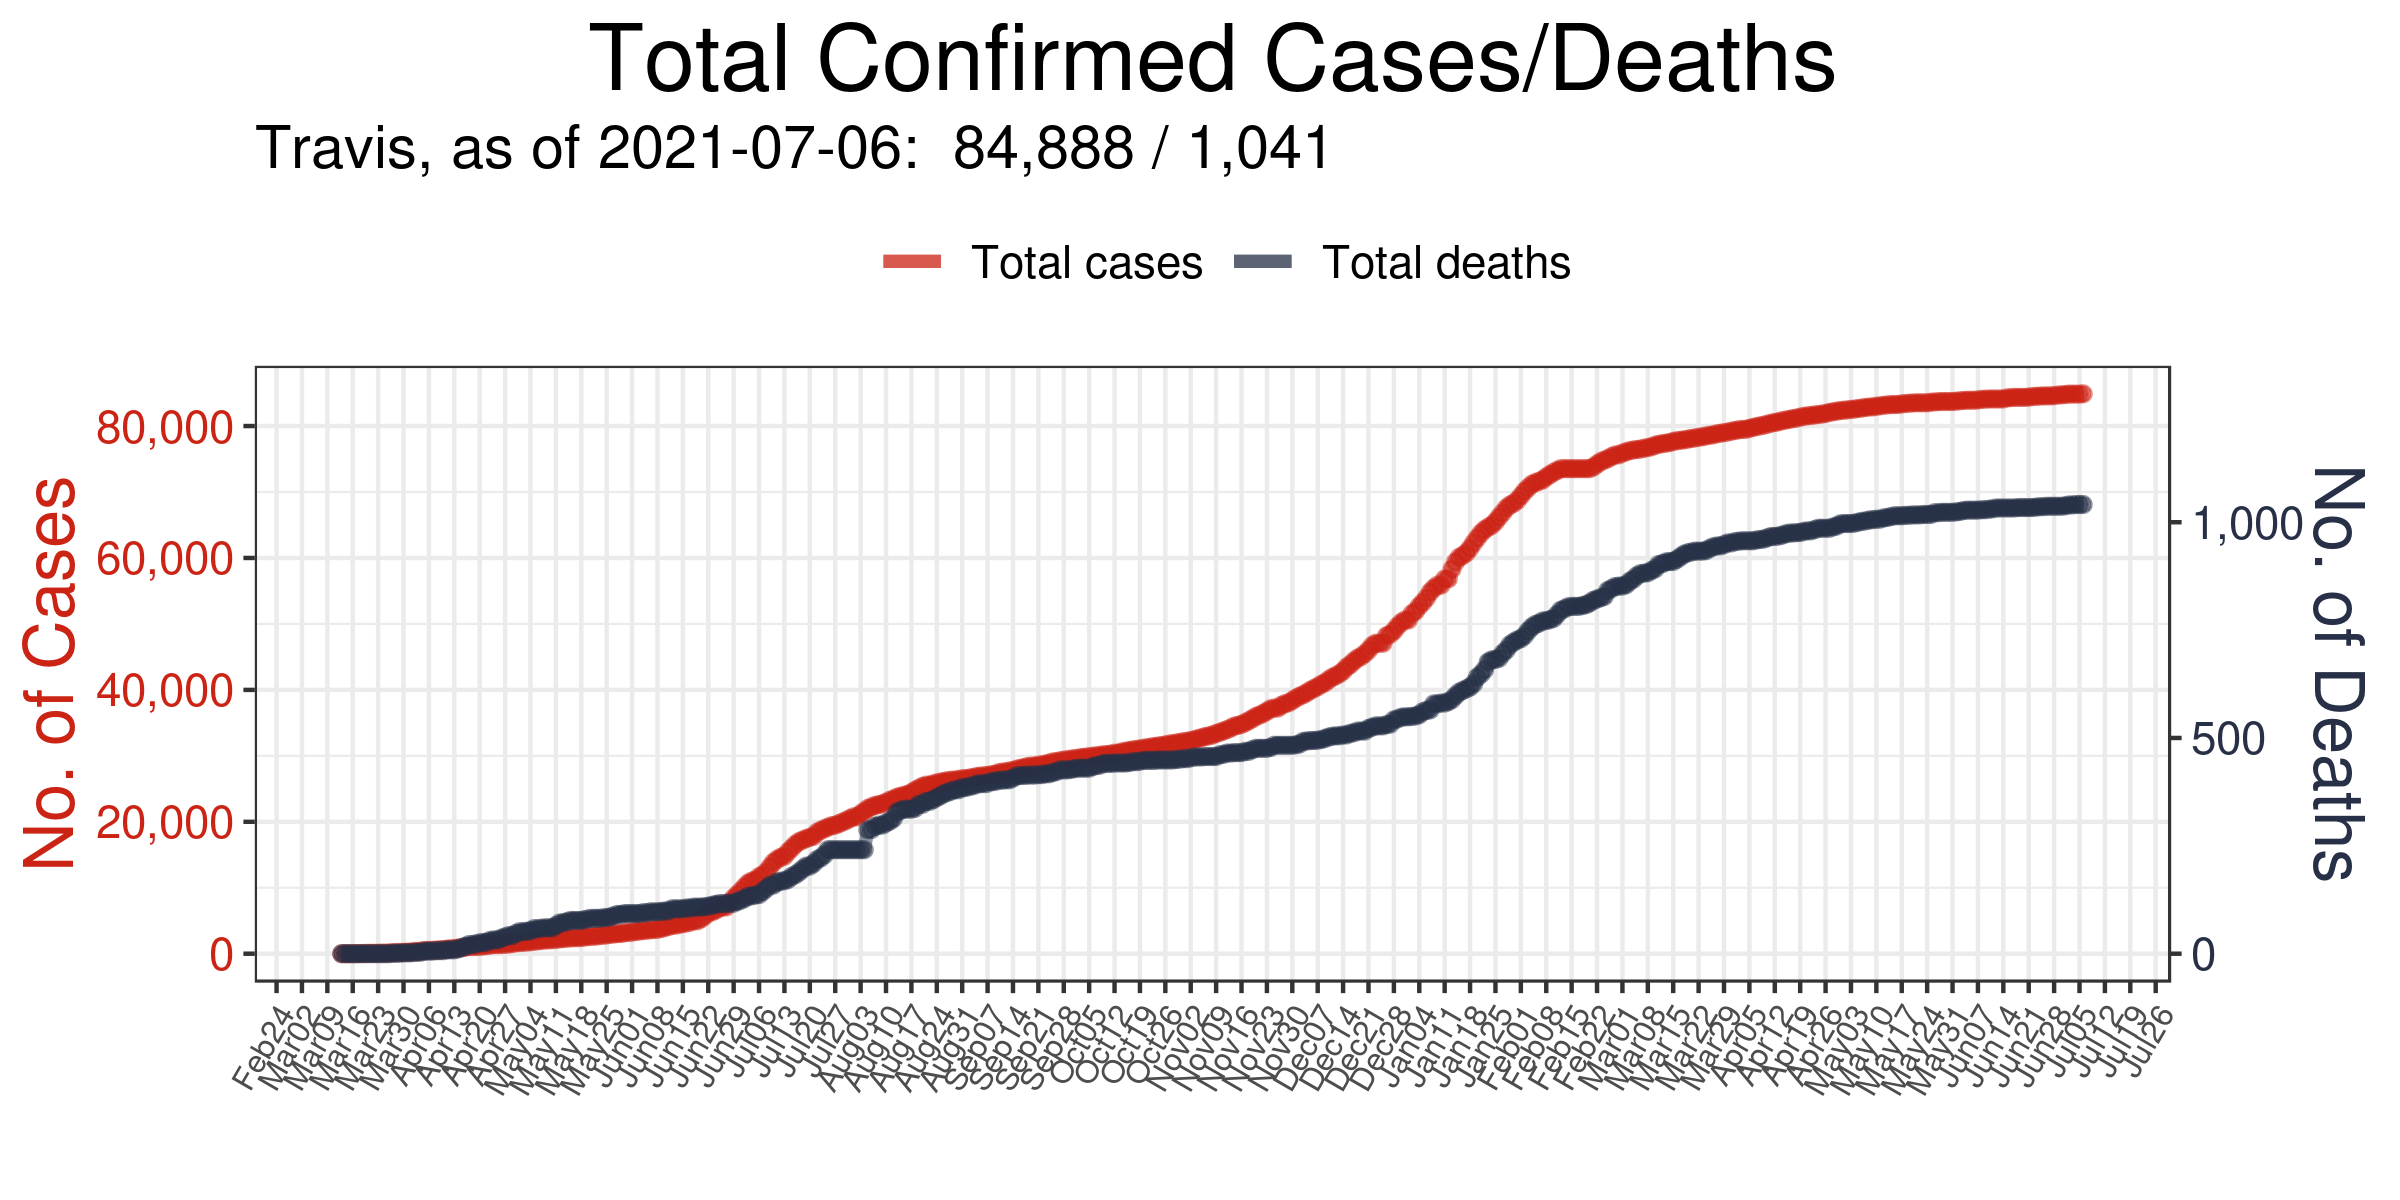 Total Confirmed Cases/Deaths
Travis, as of 2021-07-06: 84,888 / 1,041
Total cases
Total deaths
No. of Cases
80,000
60,000
40,000
20,000
0
1,000
500
0
No. of Deaths
Feb24
Mar02
Mar09
Mar16
Mar23
Mar30
Apr06
Apr13
Apr20
Apr27
May04
May11
May18
May25
Jun01
Jun08
Jun15
Jun22
Jun29
Jul06
Jul13
Jul20
Jul27
Aug03
Aug10
Aug17
Aug24
Aug31
Sep07
Sep14
Sep21
Sep28
Oct05
Oct12
Oct19
Oct26
Nov02
Nov09
Nov16
Nov23
Nov30
Dec07
Dec14
Dec21
Dec28
Jan04
Jan11
Jan18
Jan25
Feb01
Feb08
Feb15
Feb22
Mar01
Mar08
Mar15
Mar22
Mar29
Apr05
Apr12
Apr19
Apr26
May03
May10
May17
May24
May31
Jun07
Jun14
Jun21
Jun28
Jul05
Jul12
Jul19
Jul26